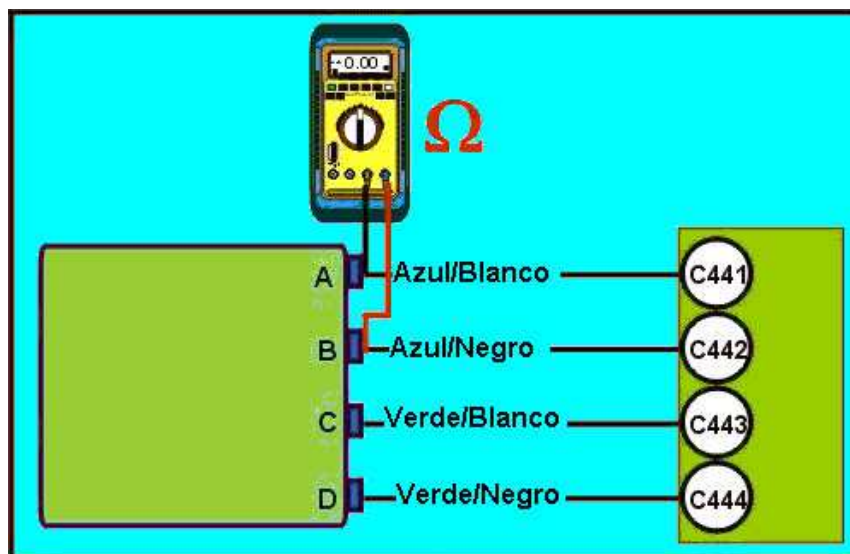 0.00
Ω
A Azul/Blanco C441
B Azul/Negro C442
C Verde/Blanco C443
D Verde/Negro C444